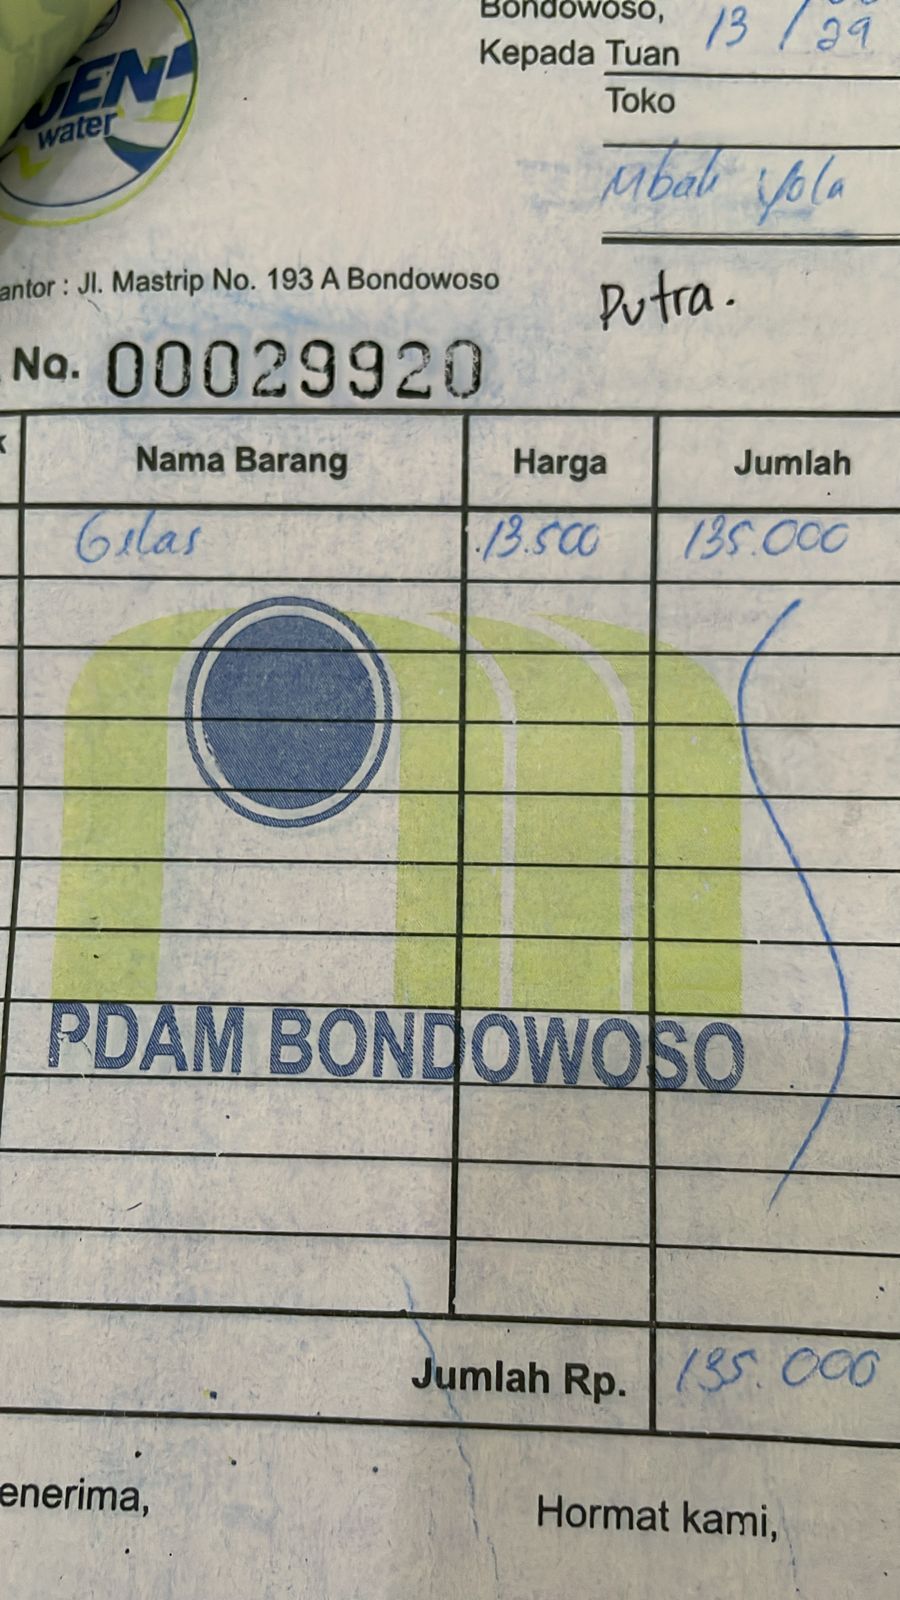 Bondowoso, 13 /
29
Kepada Tuan
Toko
Mbak Yola
Putra.
water
antor : Jl. Mastrip No. 193 A Bondowoso
No. 00029920
Nama Barang Harga Jumlah
Gelas 13.500 135.000
PDAM BONDOWOSO
Jumlah Rp. 135.000
enerima,
Hormat kami,